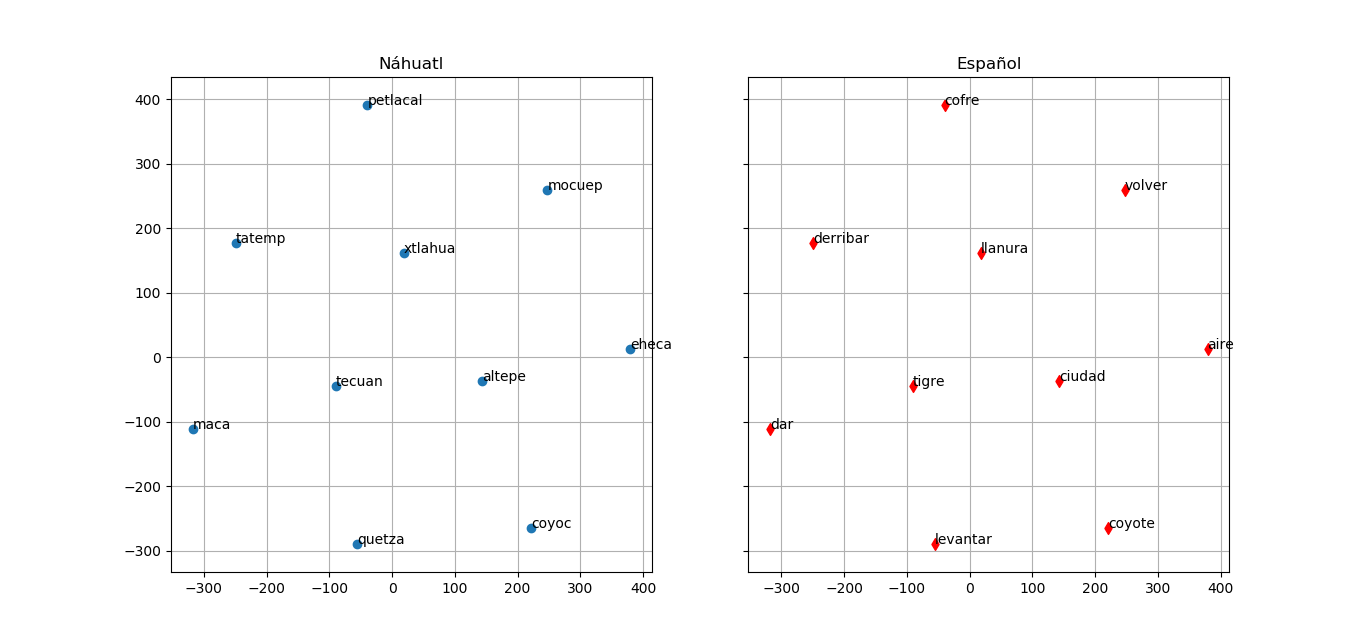 Náhuatl
400
300
200
100
0
−100
−200
−300
petlacal
mocuep
tatemp
xtlahua
eheca
altepe
tecuan
maca
coyoc
quetza
−300 −200 −100 0 100 200 300 400
Español
cofre
volver
derribar
llanura
aire
ciudad
tigre
dar
coyote
levantar
−300 −200 −100 0 100 200 300 400